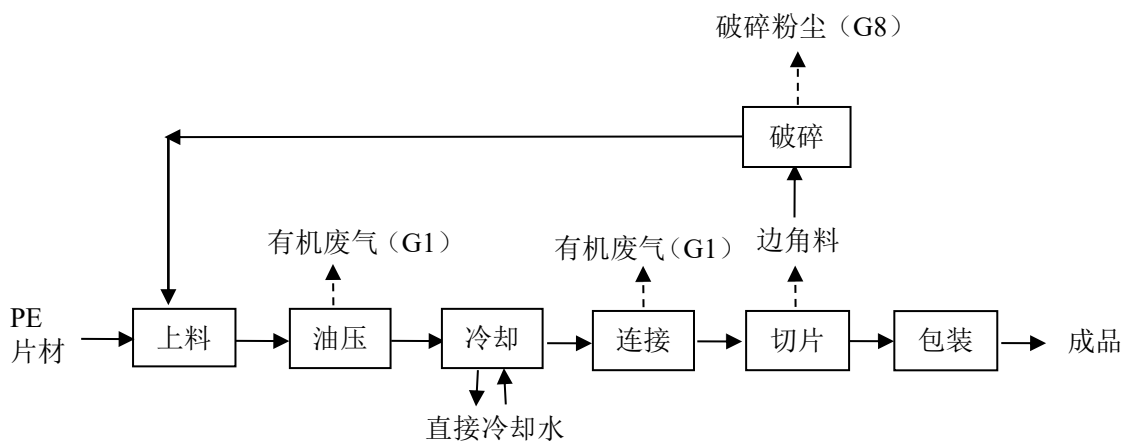 破碎粉尘（G8）
破碎
有机废气（G1）
有机废气（G1）
边角料
PE
片材
上料
油压
冷却
连接
切片
包装
成品
直接冷却水